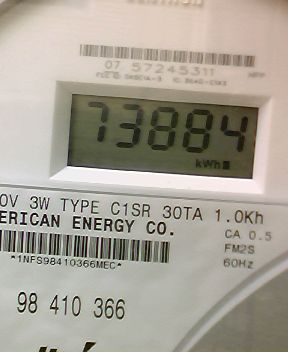 07 57245311
73884
kWh
0V 3W TYPE C1SR 30TA 1.0Kh
ERICAN ENERGY CO.
CA 0.5
FM2S
*1NFS98410366MEC*
60Hz
98 410 366